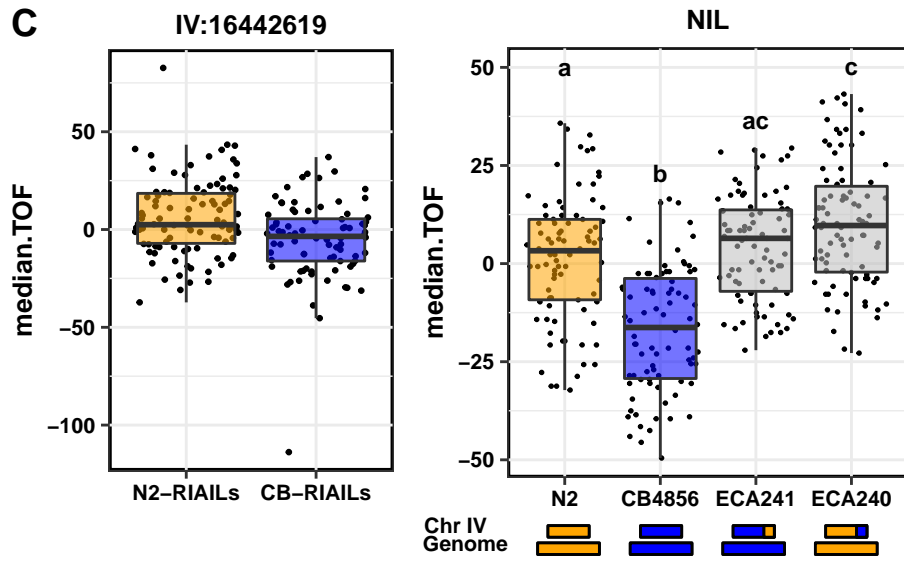 C
IV:16442619
median.TOF
50
0
−50
−100
N2−RIAILs CB−RIAILs
NIL
median.TOF
50
25
0
−25
−50
a
b
ac
c
N2 CB4856 ECA241 ECA240
Chr IV
Genome